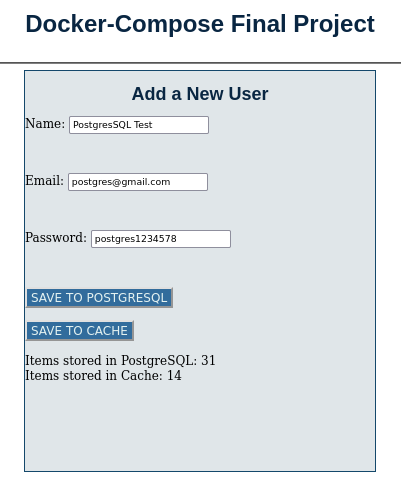 Docker-Compose Final Project
Add a New User
Name: PostgresSQL Test
Email: postgres@gmail.com
Password: postgres1234578
SAVE TO POSTGRESQL
SAVE TO CACHE
Items stored in PostgreSQL: 31
Items stored in Cache: 14